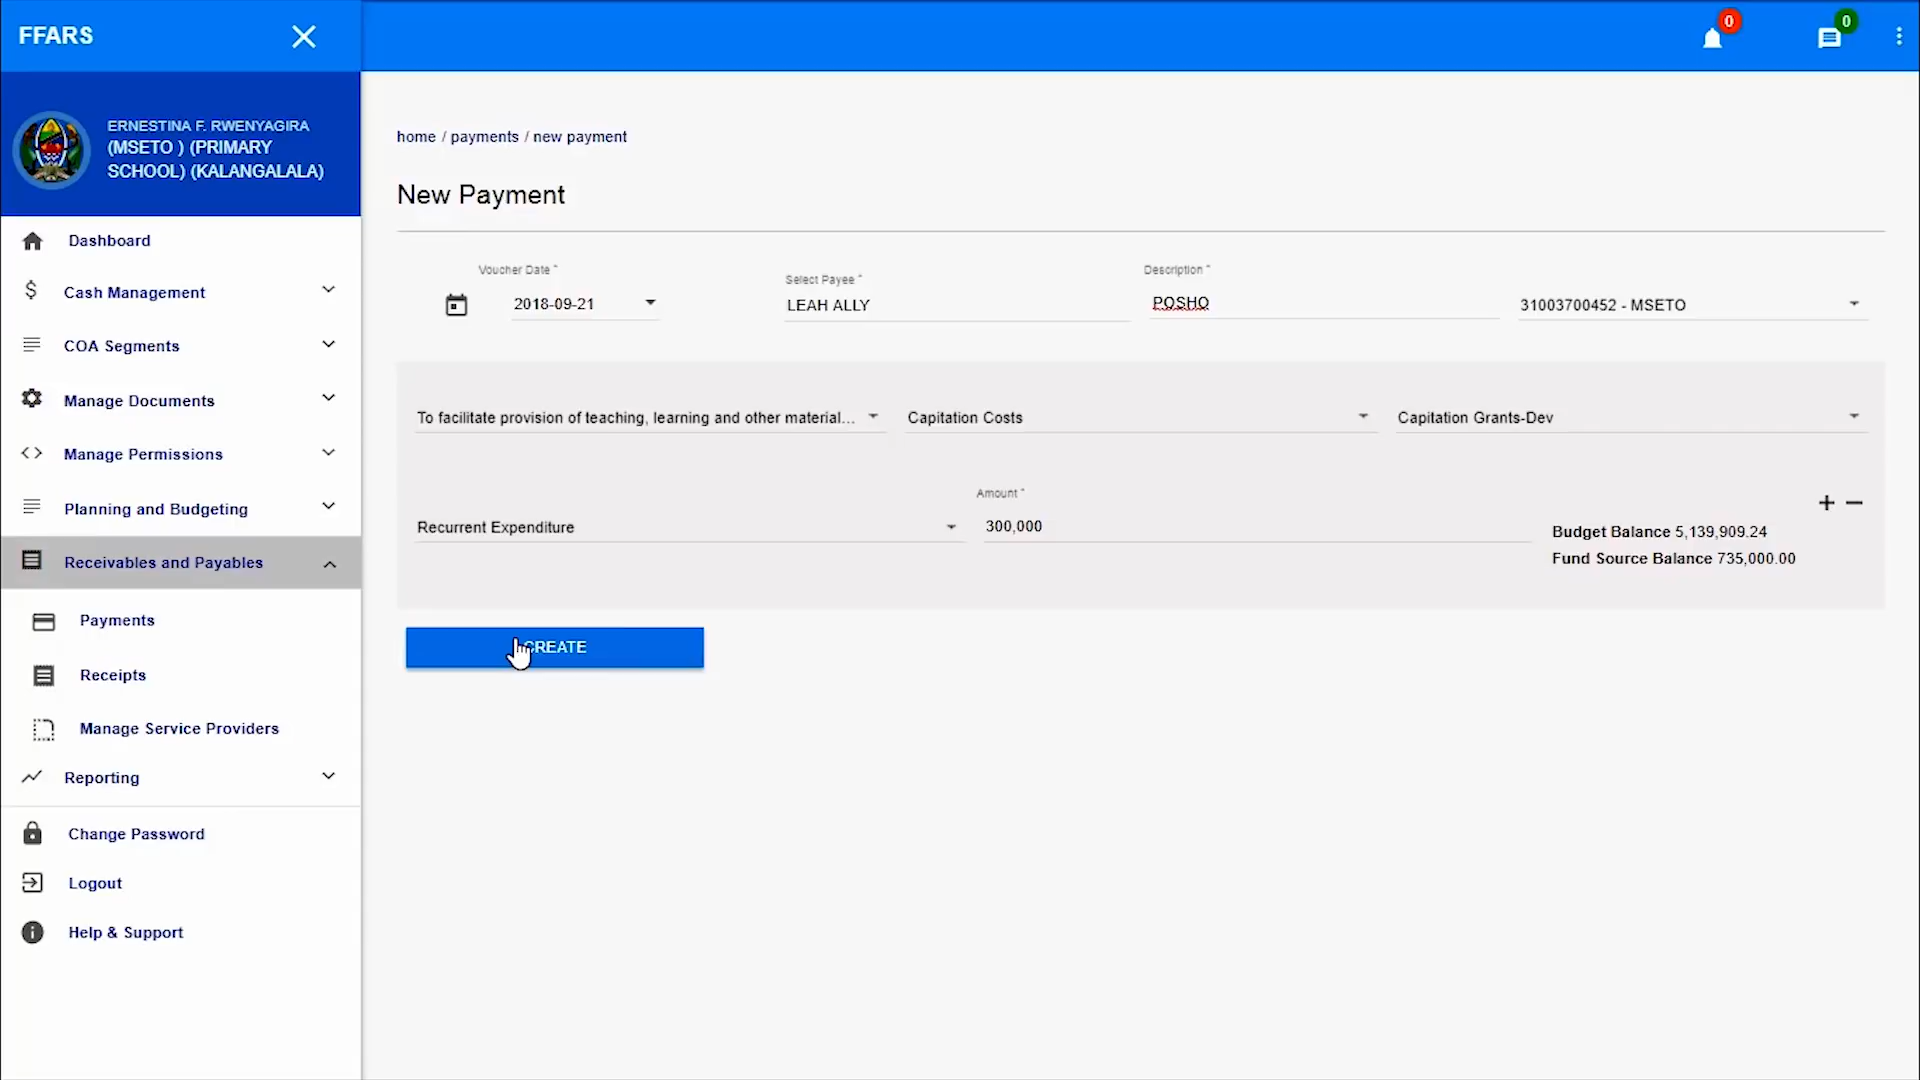 FFARS
0
0
ERNESTINA F. RWENYAGIRA
(MSETO ) (PRIMARY
SCHOOL) (KALANGALALA)
Dashboard
Cash Management
COA Segments
Manage Documents
Manage Permissions
Planning and Budgeting
Receivables and Payables
Payments
Receipts
Manage Service Providers
Reporting
Change Password
Logout
Help & Support
home / payments / new payment
New Payment
Voucher Date *
2018-09-21
Select Payee *
LEAH ALLY
Description *
POSHO
31003700452 - MSETO
To facilitate provision of teaching, learning and other material...
Capitation Costs
Capitation Grants-Dev
Recurrent Expenditure
Amount *
300,000
Budget Balance 5,139,909.24
Fund Source Balance 735,000.00
CREATE